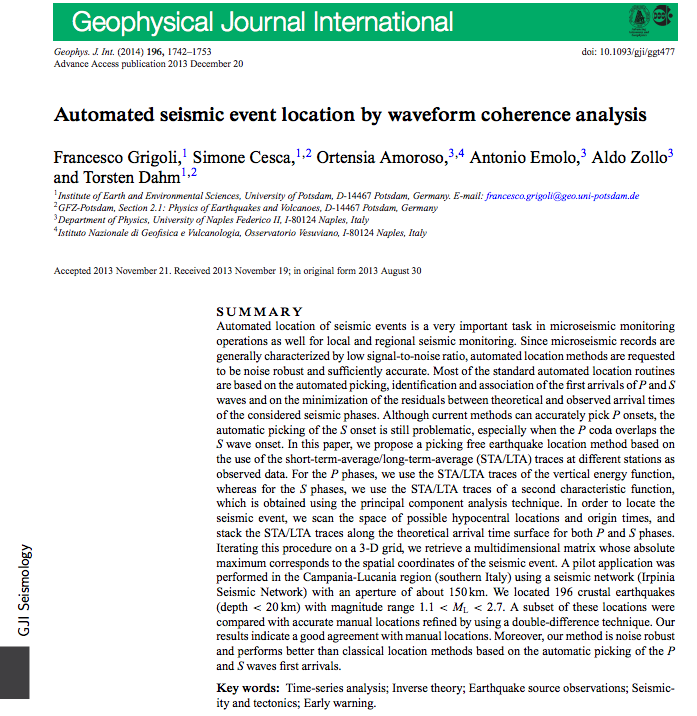 Geophysical Journal International
Geophys. J. Int. (2014) 196, 1742–1753
doi: 10.1093/gji/ggt477
Advance Access publication 2013 December 20
Automated seismic event location by waveform coherence analysis
Francesco Grigoli,1 Simone Cesca,1,2 Ortensia Amoroso,3,4 Antonio Emolo,3 Aldo Zollo3
and Torsten Dahm1,2
1Institute of Earth and Environmental Sciences, University of Potsdam, D-14467 Potsdam, Germany. E-mail: francesco.grigoli@geo.uni-potsdam.de
2GFZ-Potsdam, Section 2.1: Physics of Earthquakes and Volcanoes, D-14467 Potsdam, Germany
3Department of Physics, University of Naples Federico II, I-80124 Naples, Italy
4Istituto Nazionale di Geofisica e Vulcanologia, Osservatorio Vesuviano, I-80124 Naples, Italy
Accepted 2013 November 21. Received 2013 November 19; in original form 2013 August 30
SUMMARY
Automated location of seismic events is a very important task in microseismic monitoring
operations as well for local and regional seismic monitoring. Since microseismic records are
generally characterized by low signal-to-noise ratio, automated location methods are requested
to be noise robust and sufficiently accurate. Most of the standard automated location routines
are based on the automated picking, identification and association of the first arrivals of P and S
waves and on the minimization of the residuals between theoretical and observed arrival times
of the considered seismic phases. Although current methods can accurately pick P onsets, the
automatic picking of the S onset is still problematic, especially when the P coda overlaps the
S wave onset. In this paper, we propose a picking free earthquake location method based on
the use of the short-term-average/long-term-average (STA/LTA) traces at different stations as
observed data. For the P phases, we use the STA/LTA traces of the vertical energy function,
whereas for the S phases, we use the STA/LTA traces of a second characteristic function,
which is obtained using the principal component analysis technique. In order to locate the
seismic event, we scan the space of possible hypocentral locations and origin times, and
stack the STA/LTA traces along the theoretical arrival time surface for both P and S phases.
Iterating this procedure on a 3-D grid, we retrieve a multidimensional matrix whose absolute
maximum corresponds to the spatial coordinates of the seismic event. A pilot application was
performed in the Campania-Lucania region (southern Italy) using a seismic network (Irpinia
Seismic Network) with an aperture of about 150 km. We located 196 crustal earthquakes
(depth < 20 km) with magnitude range 1.1 < ML < 2.7. A subset of these locations were
compared with accurate manual locations refined by using a double-difference technique. Our
results indicate a good agreement with manual locations. Moreover, our method is noise robust
and performs better than classical location methods based on the automatic picking of the P
and S waves first arrivals.
Key words: Time-series analysis; Inverse theory; Earthquake source observations; Seismic-
ity and tectonics; Early warning.
GJI Seismology